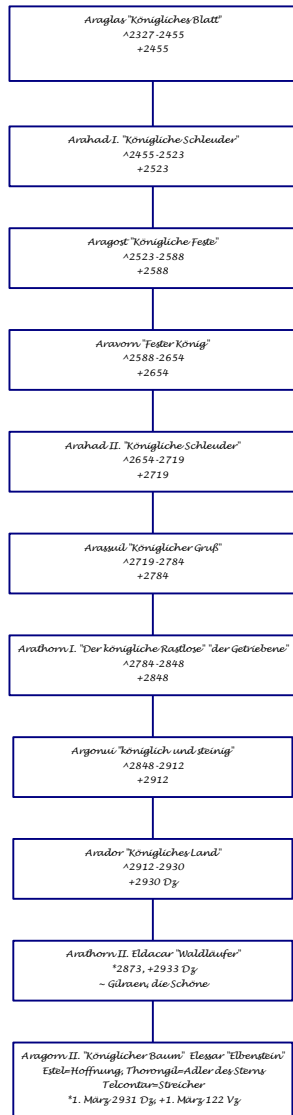 Araglas "Königliches Blatt"
^2327-2455
+2455
Arahad I. "Königliche Schleuder"
^2455-2523
+2523
Aragost "Königliche Feste"
^2523-2588
+2588
Aravorn "Fester König"
^2588-2654
+2654
Arahad II. "Königliche Schleuder"
^2654-2719
+2719
Arassuil "Königlicher Gruß"
^2719-2784
+2784
Arathorn I. "Der königliche Rastlose" "der Getriebene"
^2784-2848
+2848
Argonui "königlich und steinig"
^2848-2912
+2912
Arador "Königliches Land"
^2912-2930
+2930 Dz
Arathorn II. Eldacar "Waldläufer"
*2873, +2933 Dz
~ Gilraen, die Schöne
Aragorn II. "Königlicher Baum" Elessar "Elbenstein"
Estel=Hoffnung, Thorongil=Adler des Sterns
Telcontar=Streicher
*1. März 2931 Dz, +1. März 122 Vz